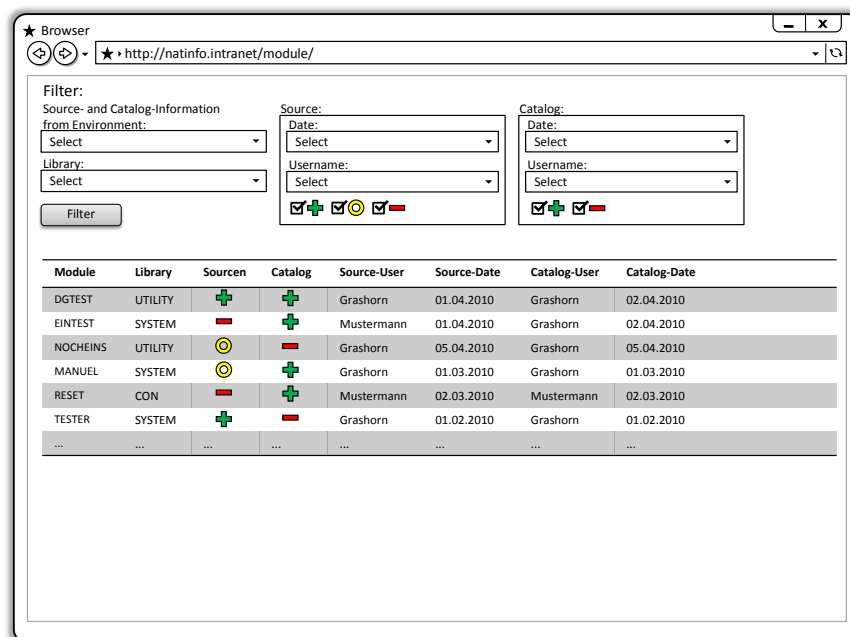 Browser
X
http://natinfo.intranet/module/
Filter:
Source- and Catalog-Information
from Environment:
Select
Library:
Select
Filter
Source:
Date:
Select
Username:
Select
Catalog:
Date:
Select
Username:
Select
Module Library Sourcen Catalog Source-User Source-Date Catalog-User Catalog-Date
DGTEST UTILITY Grashorn 01.04.2010 Grashorn 02.04.2010
EINTEST SYSTEM Mustermann 01.04.2010 Grashorn 02.04.2010
NOCHEINS UTILITY Grashorn 05.04.2010 Grashorn 05.04.2010
MANUEL SYSTEM Grashorn 01.03.2010 Grashorn 01.03.2010
RESET CON Mustermann 02.03.2010 Mustermann 02.03.2010
TESTER SYSTEM Grashorn 01.02.2010 Grashorn 01.02.2010
... ... ... ... ... ... ... ...